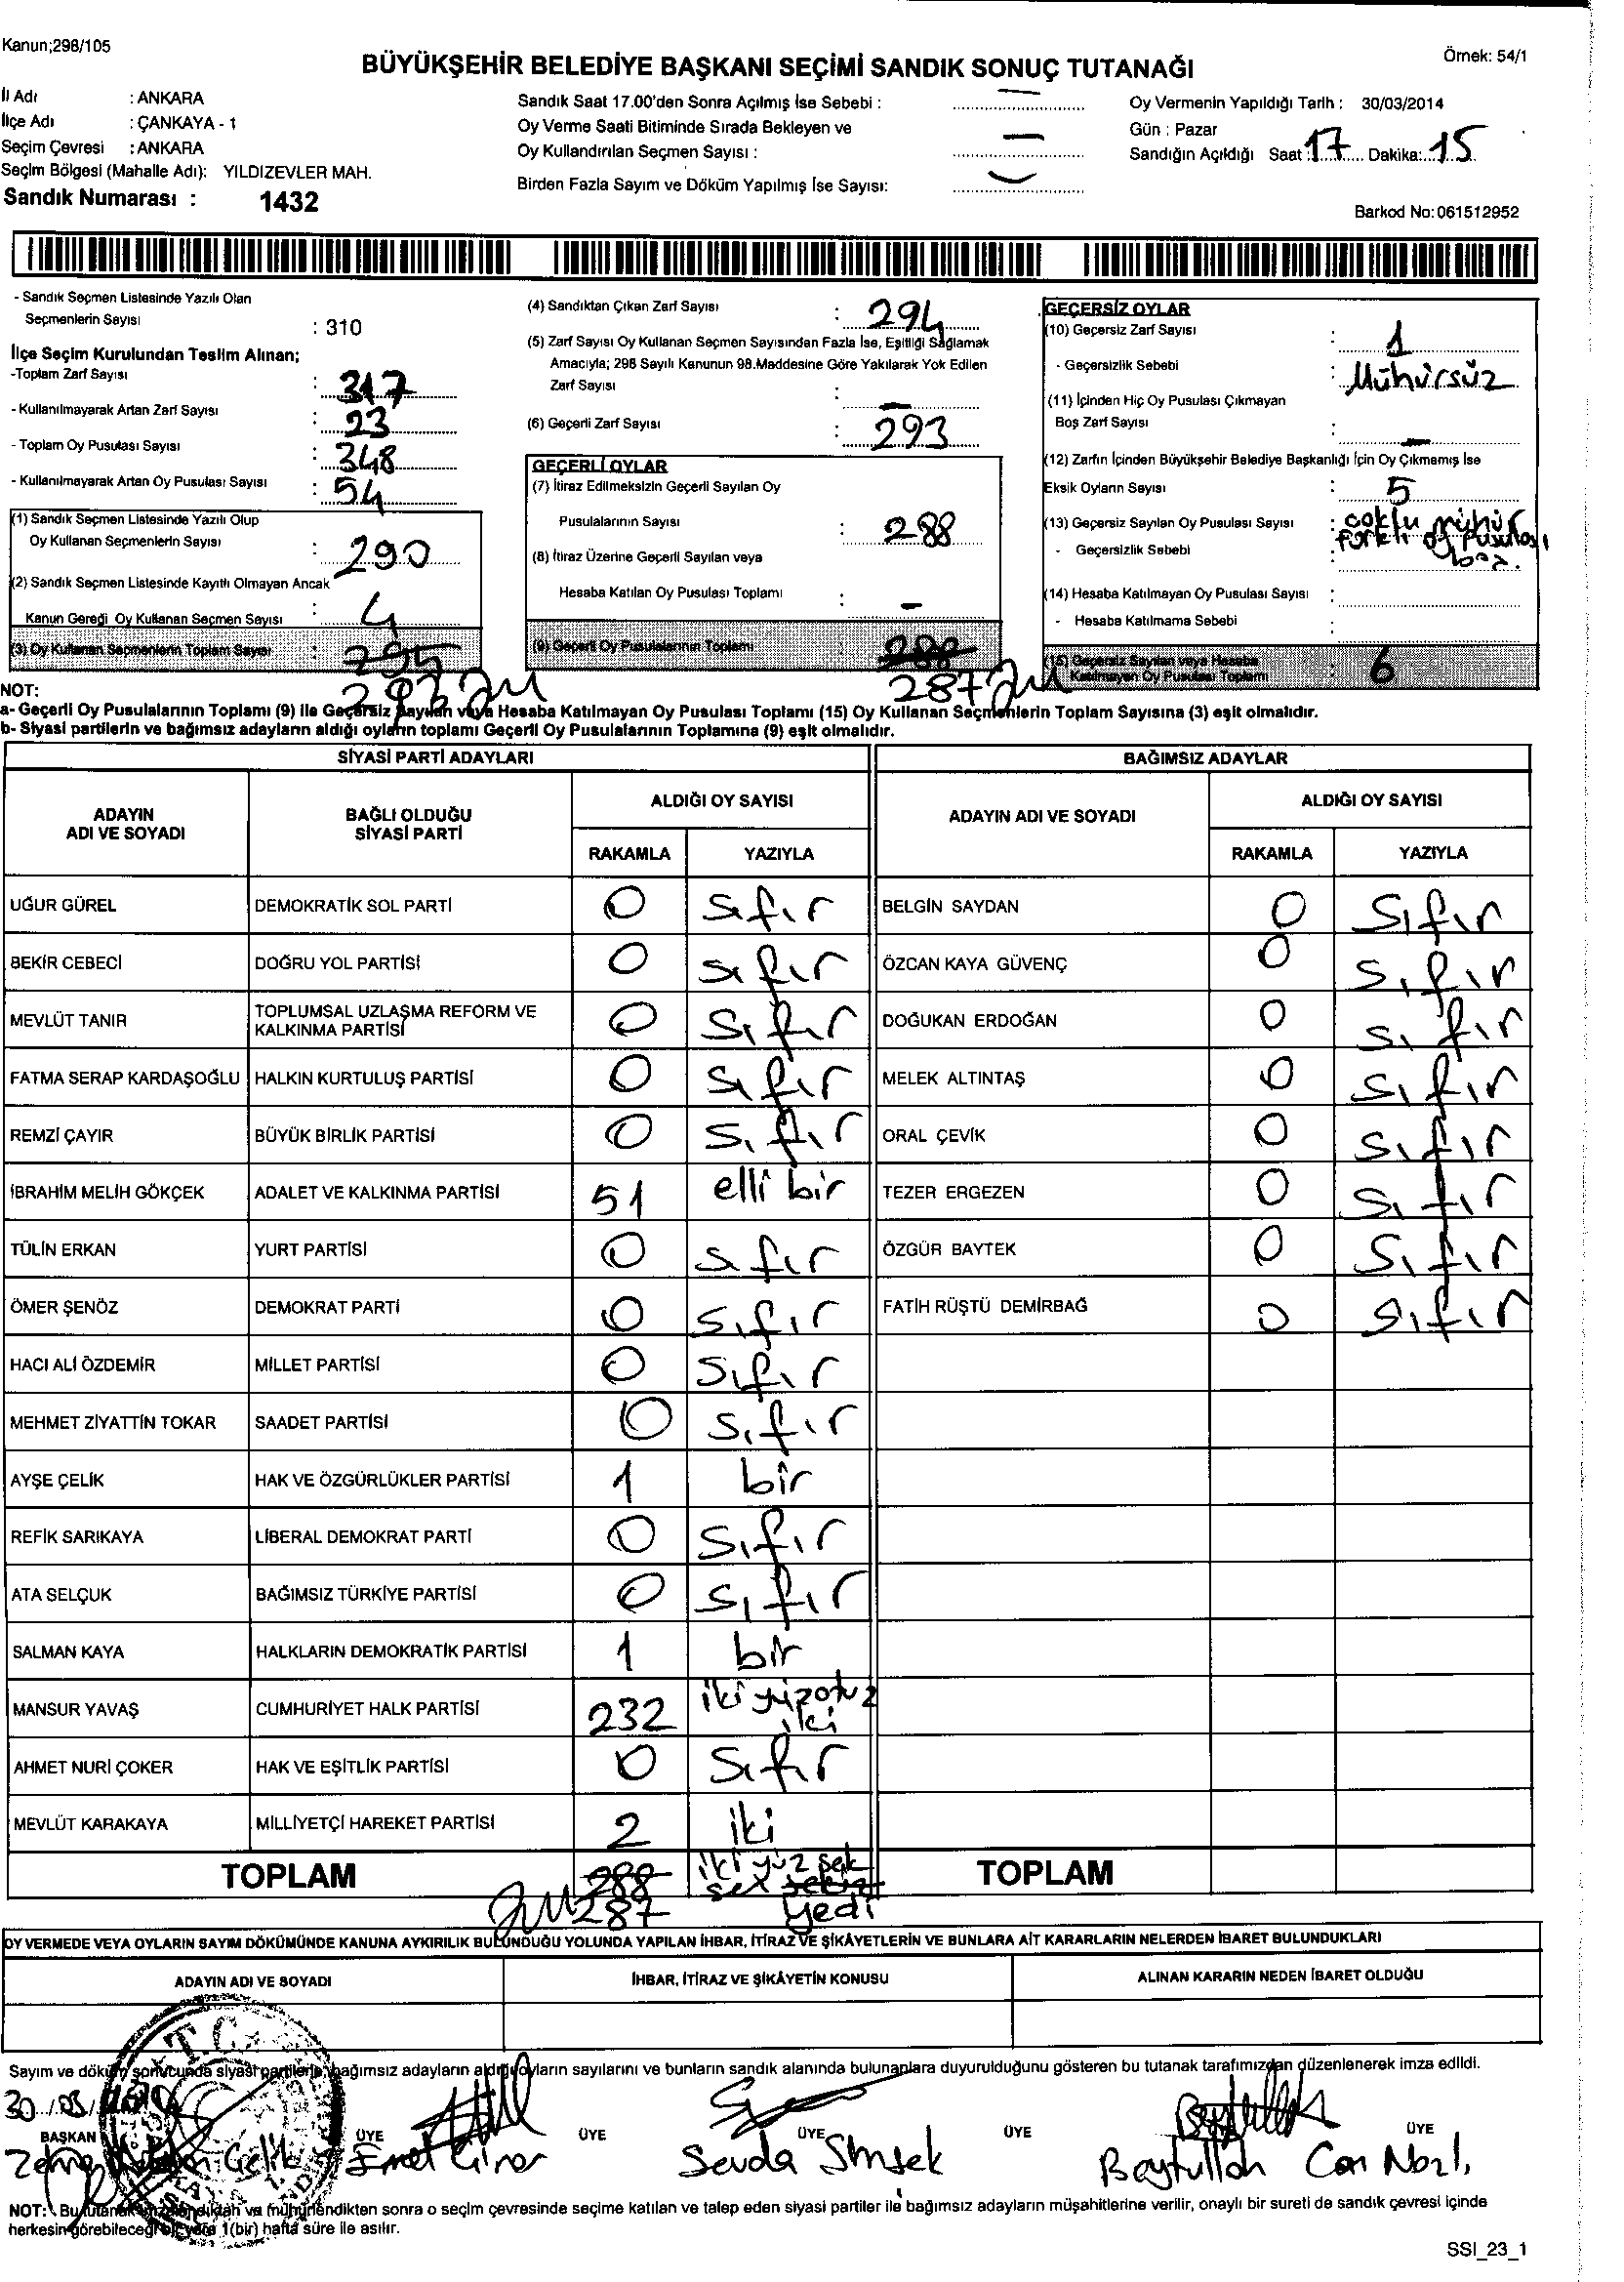 Kanun;298/105
Örnek: 54/1
BÜYÜKŞEHİR BELEDİYE BAŞKANI SEÇİMİ SANDIK SONUÇ TUTANAĞI
İl Adı : ANKARA
İlçe Adı : ÇANKAYA - 1
Seçim Çevresi : ANKARA
Seçim Bölgesi (Mahalle Adı): YILDIZEVLER MAH.
Sandık Numarası : 1432
Sandık Saat 17.00'den Sonra Açılmış İse Sebebi : —
Oy Verme Saati Bitiminde Sırada Bekleyen ve
Oy Kullandırılan Seçmen Sayısı : —
Birden Fazla Sayım ve Döküm Yapılmış İse Sayısı: —
Oy Vermenin Yapıldığı Tarih : 30/03/2014
Gün : Pazar
Sandığın Açıldığı Saat : 17 Dakika: 15
Barkod No: 061512952
- Sandık Seçmen Listesinde Yazılı Olan
Seçmenlerin Sayısı : 310
İlçe Seçim Kurulundan Teslim Alınan;
-Toplam Zarf Sayısı : 317
- Kullanılmayarak Artan Zarf Sayısı : 23
- Toplam Oy Pusulası Sayısı : 348
- Kullanılmayarak Artan Oy Pusulası Sayısı : 54
(1) Sandık Seçmen Listesinde Yazılı Olup
Oy Kullanan Seçmenlerin Sayısı : 290
(2) Sandık Seçmen Listesinde Kayıtlı Olmayan Ancak
Kanun Gereği Oy Kullanan Seçmen Sayısı : 4
(3) Oy Kullanan Seçmenlerin Toplam Sayısı :
293
(4) Sandıktan Çıkan Zarf Sayısı : 294
(5) Zarf Sayısı Oy Kullanan Seçmen Sayısından Fazla İse, Eşitliği Sağlamak
Amacıyla; 298 Sayılı Kanunun 98.Maddesine Göre Yakılarak Yok Edilen
Zarf Sayısı : —
(6) Geçerli Zarf Sayısı : 293
GEÇERLİ OYLAR
(7) İtiraz Edilmeksizin Geçerli Sayılan Oy
Pusulalarının Sayısı : 288
(8) İtiraz Üzerine Geçerli Sayılan veya
Hesaba Katılan Oy Pusulası Toplamı : —
(9) Geçerli Oy Pusulalarının Toplamı : 288
287
GEÇERSİZ OYLAR
(10) Geçersiz Zarf Sayısı : 1
- Geçersizlik Sebebi : Mühürsüz
(11) İçinden Hiç Oy Pusulası Çıkmayan
Boş Zarf Sayısı : —
(12) Zarfın İçinden Büyükşehir Belediye Başkanlığı İçin Oy Çıkmamış İse
Eksik Oyların Sayısı : 5
(13) Geçersiz Sayılan Oy Pusulası Sayısı : çoklu mühür
- Geçersizlik Sebebi : farklı oy pusulası
(14) Hesaba Katılmayan Oy Pusulası Sayısı :
- Hesaba Katılmama Sebebi :
(15) Geçersiz Sayılan veya Hesaba
Katılmayan Oy Pusulası Toplamı : 6
NOT:
a- Geçerli Oy Pusulalarının Toplamı (9) ile Geçersiz Sayılan veya Hesaba Katılmayan Oy Pusulası Toplamı (15) Oy Kullanan Seçmenlerin Toplam Sayısına (3) eşit olmalıdır.
b- Siyasi partilerin ve bağımsız adayların aldığı oyların toplamı Geçerli Oy Pusulalarının Toplamına (9) eşit olmalıdır.
SİYASİ PARTİ ADAYLARI
BAĞIMSIZ ADAYLAR
ADAYIN ADI VE SOYADI
BAĞLI OLDUĞU SİYASİ PARTİ
ALDIĞI OY SAYISI
RAKAMLA YAZIYLA
ADAYIN ADI VE SOYADI
ALDIĞI OY SAYISI
RAKAMLA YAZIYLA
UĞUR GÜREL DEMOKRATİK SOL PARTİ 0 sıfır BELGİN SAYDAN 0 sıfır
BEKİR CEBECİ DOĞRU YOL PARTİSİ 0 sıfır ÖZCAN KAYA GÜVENÇ 0 sıfır
MEVLÜT TANIR TOPLUMSAL UZLAŞMA REFORM VE KALKINMA PARTİSİ 0 sıfır DOĞUKAN ERDOĞAN 0 sıfır
FATMA SERAP KARDAŞOĞLU HALKIN KURTULUŞ PARTİSİ 0 sıfır MELEK ALTINTAŞ 0 sıfır
REMZİ ÇAYIR BÜYÜK BİRLİK PARTİSİ 0 sıfır ORAL ÇEVİK 0 sıfır
İBRAHİM MELİH GÖKÇEK ADALET VE KALKINMA PARTİSİ 51 elli bir TEZER ERGEZEN 0 sıfır
TÜLİN ERKAN YURT PARTİSİ 0 sıfır ÖZGÜR BAYTEK 0 sıfır
ÖMER ŞENÖZ DEMOKRAT PARTİ 0 sıfır FATİH RÜŞTÜ DEMİRBAĞ 0 sıfır
HACI ALİ ÖZDEMİR MİLLET PARTİSİ 0 sıfır
MEHMET ZİYATTİN TOKAR SAADET PARTİSİ 0 sıfır
AYŞE ÇELİK HAK VE ÖZGÜRLÜKLER PARTİSİ 1 bir
REFİK SARIKAYA LİBERAL DEMOKRAT PARTİ 0 sıfır
ATA SELÇUK BAĞIMSIZ TÜRKİYE PARTİSİ 0 sıfır
SALMAN KAYA HALKLARIN DEMOKRATİK PARTİSİ 1 bir
MANSUR YAVAŞ CUMHURİYET HALK PARTİSİ 232 iki yüz otuz iki
AHMET NURİ ÇOKER HAK VE EŞİTLİK PARTİSİ 0 sıfır
MEVLÜT KARAKAYA MİLLİYETÇİ HAREKET PARTİSİ 2 iki
TOPLAM 288 iki yüz sek
287 yedi
TOPLAM
OY VERMEDE VEYA OYLARIN SAYIM DÖKÜMÜNDE KANUNA AYKIRILIK BULUNDUĞU YOLUNDA YAPILAN İHBAR, İTİRAZ VE ŞİKÂYETLERİN VE BUNLARA AİT KARARLARIN NELERDEN İBARET BULUNDUKLARI
ADAYIN ADI VE SOYADI İHBAR, İTİRAZ VE ŞİKÂYETİN KONUSU ALINAN KARARIN NEDEN İBARET OLDUĞU
Sayım ve döküm sonucunda siyasi partilerle, bağımsız adayların aldığı oyların sayılarını ve bunların sandık alanında bulunanlara duyurulduğunu gösteren bu tutanak tarafımızdan düzenlenerek imza edildi.
30/03/
T.C.
BAŞKAN ÜYE ÜYE ÜYE ÜYE ÜYE
Çelik Sevda Şimşek Beytullah Can
NOT: Bu tutanak imzalandıktan ve mühürlendikten sonra o seçim çevresinde seçime katılan ve talep eden siyasi partiler ile bağımsız adayların müşahitlerine verilir, onaylı bir sureti de sandık çevresi içinde
herkesin görebileceği bir yere 1(bir) hafta süre ile asılır.
SSI_23_1